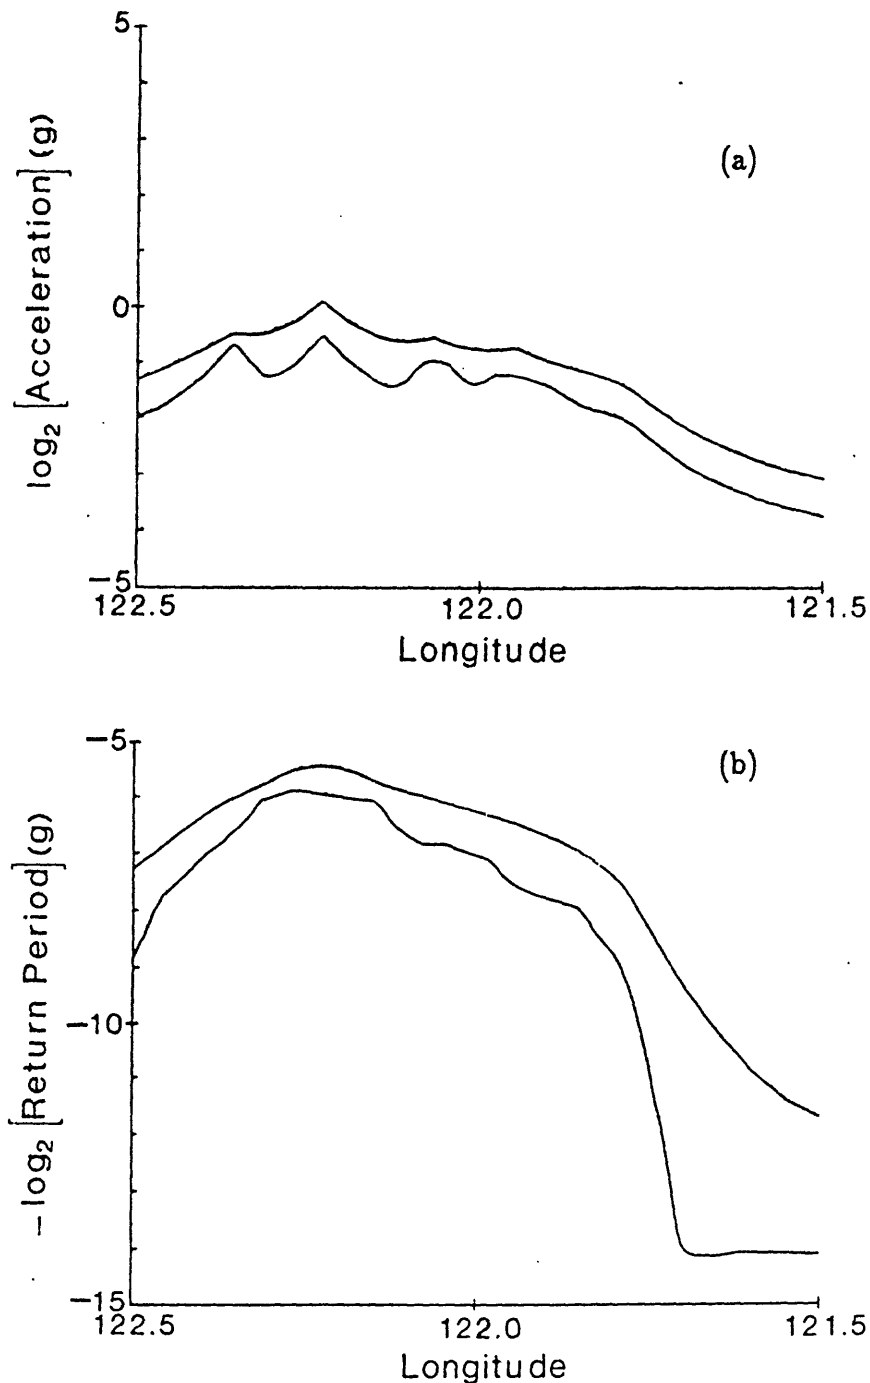 5
(a)
log₂ [Acceleration] (g)
0
−5
122.5 122.0 121.5
Longitude
−5
(b)
−log₂ [Return Period] (g)
−10
−15
122.5 122.0 121.5
Longitude